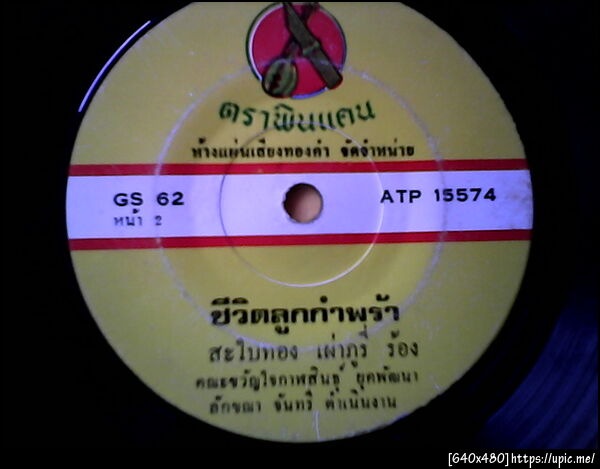 ตราพิณแคน
ห้างแผ่นเสียงทองคำ จัดจำหน่าย
GS 62
ATP 15574
หน้า 2
ชีวิตลูกกำพร้า
สะใบทอง เผ่าภูรี่ ร้อง
คณะขวัญใจกาฬสินธุ์ ยุคพัฒนา
ลักขณา จันทรี ดำเนินงาน
[640x480]https://upic.me/